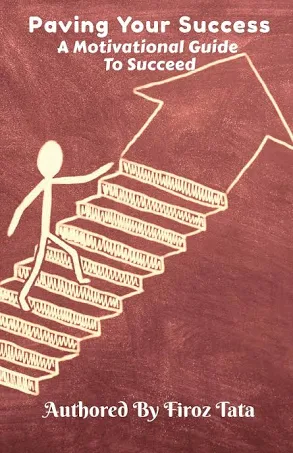 Paving Your Success
A Motivational Guide
To Succeed
Authored By Firoz Tata